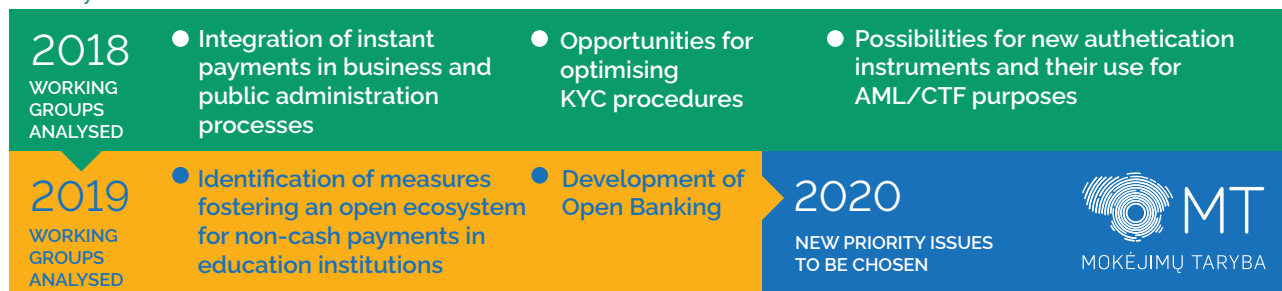 2018
WORKING
GROUPS
ANALYSED
Integration of instant
payments in business and
public administration
processes
Opportunities for
optimising
KYC procedures
Possibilities for new authetication
instruments and their use for
AML/CTF purposes
2019
WORKING
GROUPS
ANALYSED
Identification of measures
fostering an open ecosystem
for non-cash payments in
education institutions
Development of
Open Banking
2020
NEW PRIORITY ISSUES
TO BE CHOSEN
MT
MOKĖJIMŲ TARYBA